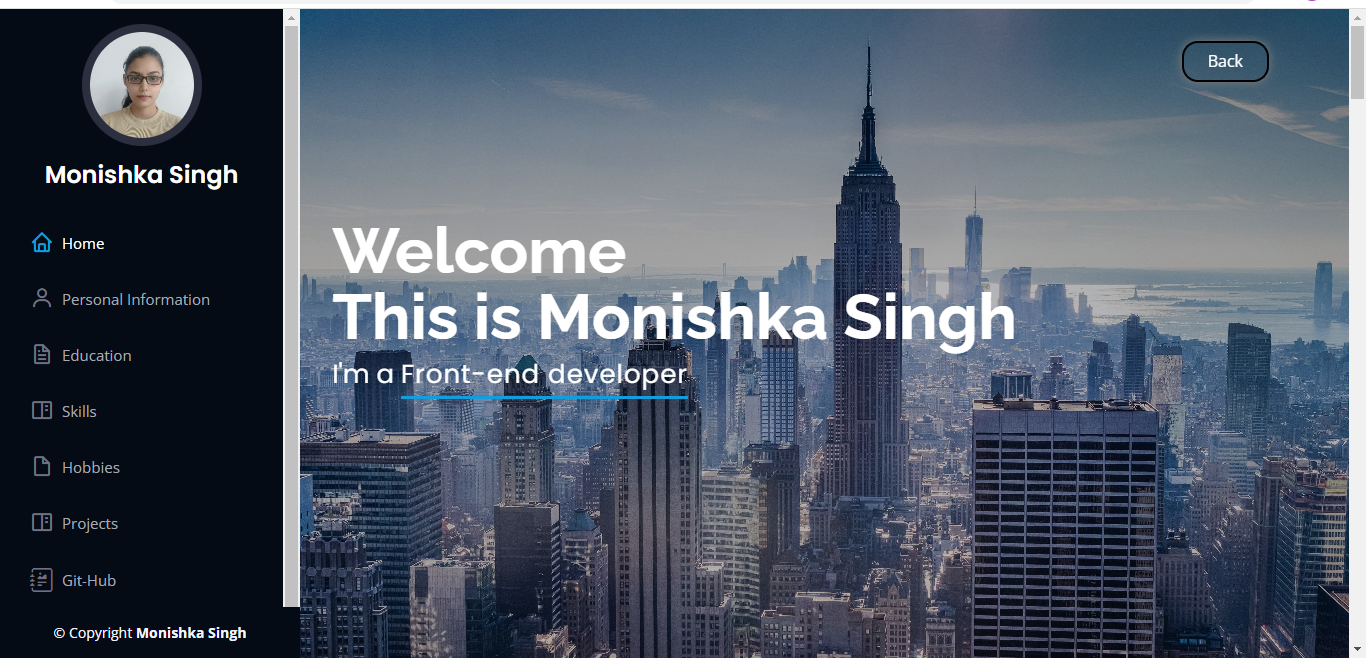 Monishka Singh
Home
Personal Information
Education
Skills
Hobbies
Projects
Git-Hub
© Copyright Monishka Singh
Back
Welcome
This is Monishka Singh
I'm a Front-end developer